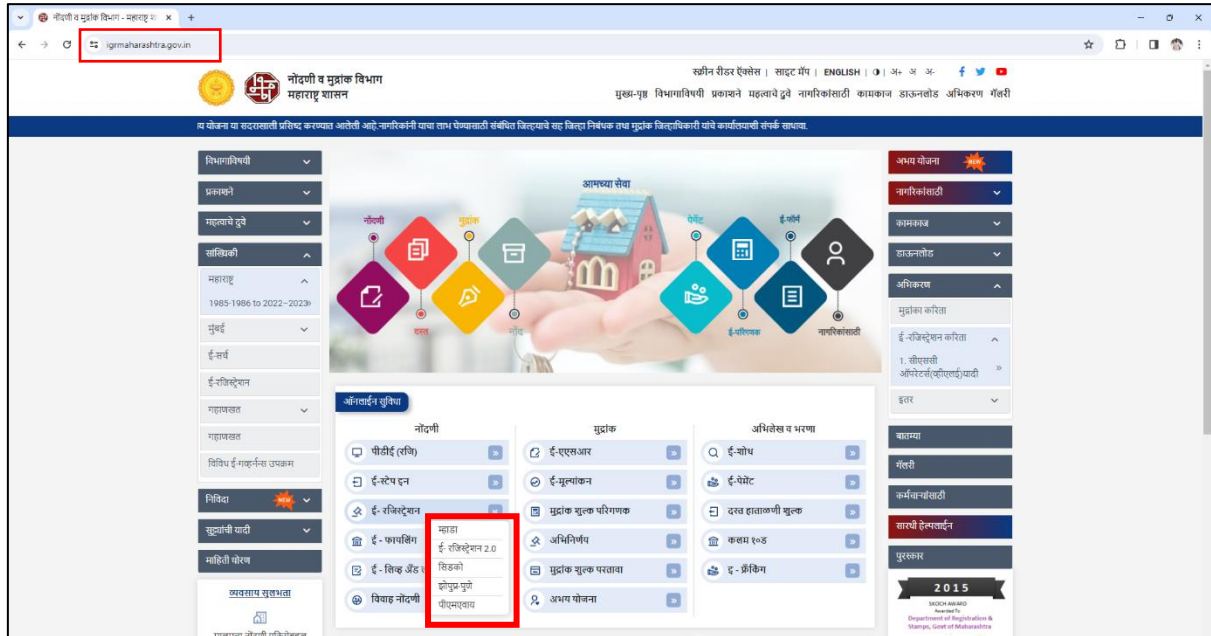 नोंदणी व मुद्रांक विभाग - महाराष्ट्र शा
igrmaharashtra.gov.in
नोंदणी व मुद्रांक विभाग
महाराष्ट्र शासन
स्क्रीन रीडर ऍक्सेस | साइट मॅप | ENGLISH | अ+ अ अ-
मुख्य-पृष्ठ विभागाविषयी प्रकाशने महत्वाचे दुवे नागरिकांसाठी कामकाज डाऊनलोड अभिकरण गॅलरी
य योजना या सदराखाली प्रसिध्द करण्यात आलेली आहे.नागरिकांनी याचा लाभ घेण्यासाठी संबंधित जिल्हयाचे सह जिल्हा निबंधक तथा मुद्रांक जिल्हाधिकारी यांचे कार्यालयाशी संपर्क साधावा.
विभागाविषयी
प्रकाशने
महत्वाचे दुवे
सांख्यिकी
महाराष्ट्र
1985-1986 to 2022-2023
मुंबई
ई-सर्च
ई-रजिस्ट्रेशन
गहाणखत
गहाणखत
विविध ई-गव्हर्नन्स उपक्रम
निविदा NEW
सूट्यांची यादी
माहिती धोरण
व्यवसाय सुलभता
आमच्या सेवा
नोंदणी
मुद्रांक
पेमेंट
ई-फॉर्म
दस्त
नोंद
ई-परिगणक
नागरिकांसाठी
ऑनलाईन सुविधा
नोंदणी
पीडीई (रजि)
ई-स्टेप इन
ई- रजिस्ट्रेशन
ई - फायलिंग
ई - लिव्ह अँड
विवाह नोंदणी
म्हाडा
ई- रजिस्ट्रेशन 2.0
सिडको
झोपुप्र-पुणे
पीएमएवाय
मुद्रांक
ई-एएसआर
ई-मूल्यांकन
मुद्रांक शुल्क परिगणक
अभिनिर्णय
मुद्रांक शुल्क परतावा
अभय योजना
अभिलेख व भरणा
ई-शोध
ई-पेमेंट
दस्त हाताळणी शुल्क
कलम १०ड
इ - फ्रँकिंग
अभय योजना NEW
नागरिकांसाठी
कामकाज
डाऊनलोड
अभिकरण
मुद्रांका करिता
ई -रजिस्ट्रेशन करिता
1. सीएससी
ऑपरेटर्स(व्हीएलई)यादी
इतर
बातम्या
गॅलरी
कर्मचाऱ्यांसाठी
सारथी हेल्पलाईन
पुरस्कार
2015
SKOCH AWARD
Awarded To
Department of Registration &
Stamps, Govt of Maharashtra